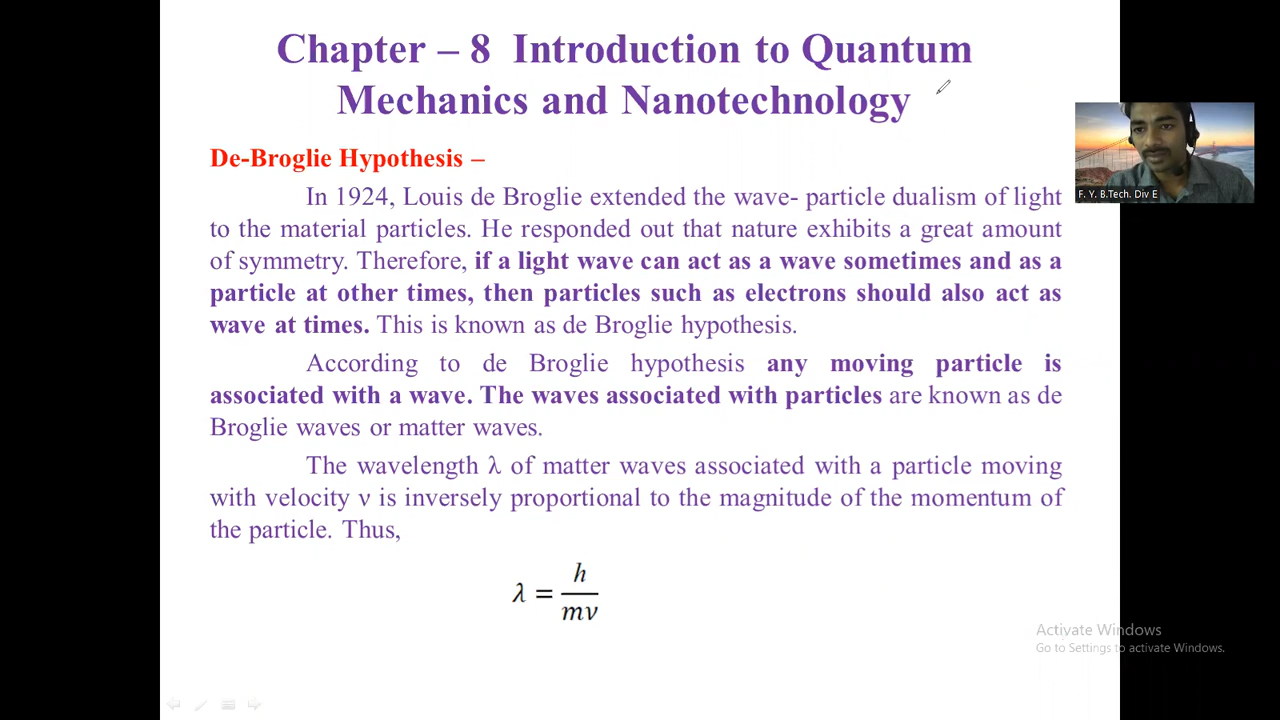 Chapter – 8 Introduction to Quantum
Mechanics and Nanotechnology
De-Broglie Hypothesis –
In 1924, Louis de Broglie extended the wave- particle dualism of light
to the material particles. He responded out that nature exhibits a great amount
of symmetry. Therefore, if a light wave can act as a wave sometimes and as a
particle at other times, then particles such as electrons should also act as
wave at times. This is known as de Broglie hypothesis.
According to de Broglie hypothesis any moving particle is
associated with a wave. The waves associated with particles are known as de
Broglie waves or matter waves.
The wavelength λ of matter waves associated with a particle moving
with velocity ν is inversely proportional to the magnitude of the momentum of
the particle. Thus,
λ = h/mν
F. Y. B.Tech. Div E
Activate Windows
Go to Settings to activate Windows.